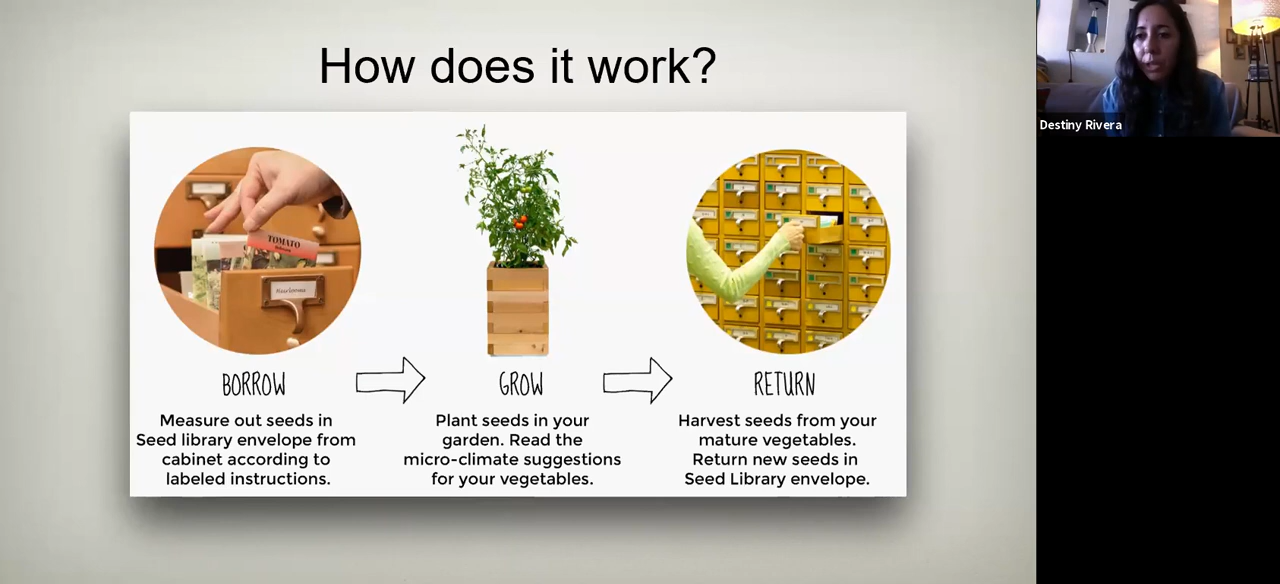 How does it work?
Destiny Rivera
TOMATO
Heirlooms
BORROW
GROW
RETURN
Measure out seeds in
Seed library envelope from
cabinet according to
labeled instructions.
Plant seeds in your
garden. Read the
micro-climate suggestions
for your vegetables.
Harvest seeds from your
mature vegetables.
Return new seeds in
Seed Library envelope.